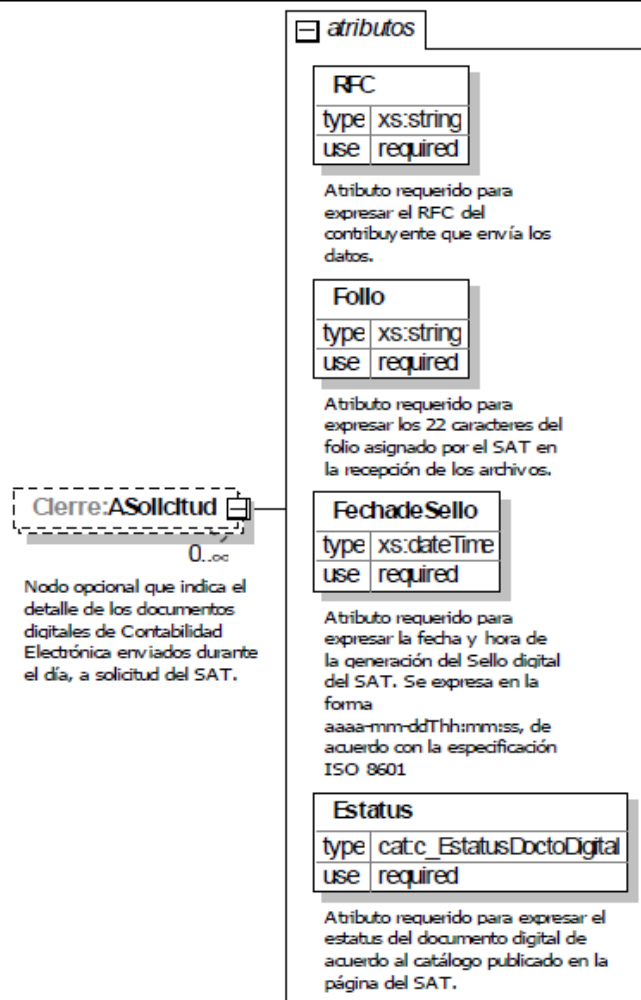 atributos
RFC
type xs:string
use required
Atributo requerido para
expresar el RFC del
contribuyente que envía los
datos.
Folio
type xs:string
use required
Atributo requerido para
expresar los 22 caracteres del
folio asignado por el SAT en
la recepción de los archivos.
Cierre:ASolicitud
0..∞
Nodo opcional que indica el
detalle de los documentos
digitales de Contabilidad
Electrónica enviados durante
el día, a solicitud del SAT.
FechadeSello
type xs:dateTime
use required
Atributo requerido para
expresar la fecha y hora de
la generación del Sello digital
del SAT. Se expresa en la
forma
aaaa-mm-ddThh:mm:ss, de
acuerdo con la especificación
ISO 8601
Estatus
type cat:c_EstatusDoctoDigital
use required
Atributo requerido para expresar el
estatus del documento digital de
acuerdo al catálogo publicado en la
página del SAT.